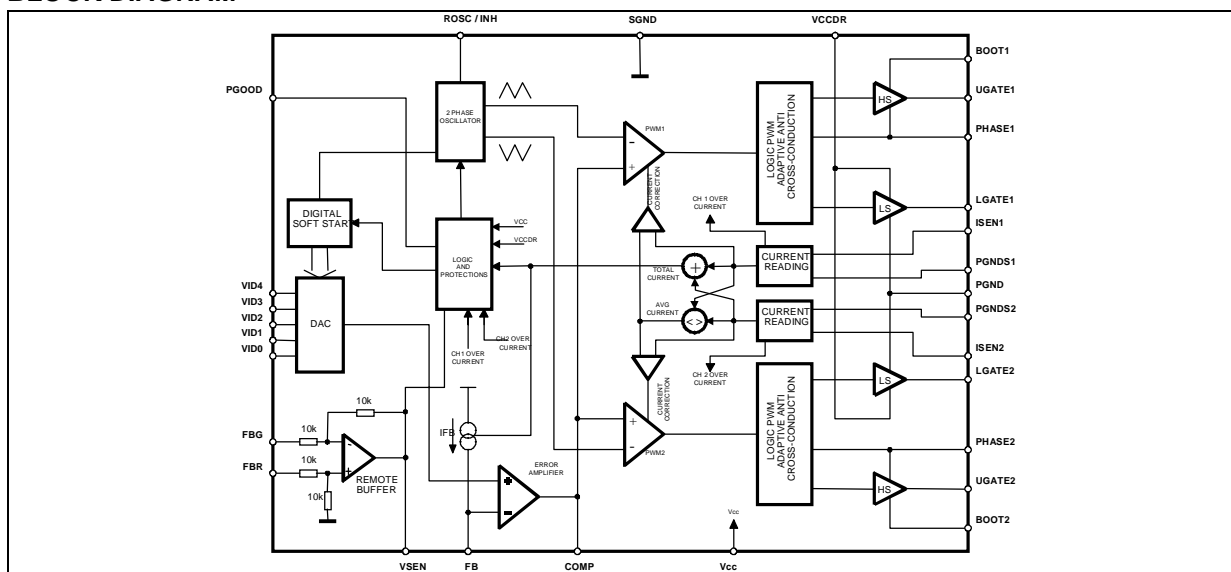 BLOCK DIAGRAM
ROSC / INH
SGND
VCCDR
BOOT1
PGOOD
2 PHASE
OSCILLATOR
PWM1
-
+
LOGIC PWM
ADAPTIVE ANTI
CROSS-CONDUCTION
HS
UGATE1
PHASE1
CURRENT
CORRECTION
CH 1 OVER
CURRENT
LS
LGATE1
DIGITAL
SOFT START
VCC
VCCDR
LOGIC
AND
PROTECTIONS
TOTAL
CURRENT
+
CURRENT
READING
ISEN1
PGNDS1
PGND
AVG
CURRENT
< >
CURRENT
READING
PGNDS2
VID4
VID3
VID2
VID1
VID0
DAC
CH1 OVER
CURRENT
CH2 OVER
CURRENT
CH 2 OVER
CURRENT
ISEN2
LS
LGATE2
CURRENT
CORRECTION
10k
10k
FBG
10k
FBR
10k
-
+
REMOTE
BUFFER
IFB
ERROR
AMPLIFIER
+
-
+
-
PWM2
LOGIC PWM
ADAPTIVE ANTI
CROSS-CONDUCTION
PHASE2
HS
UGATE2
BOOT2
Vcc
VSEN
FB
COMP
Vcc